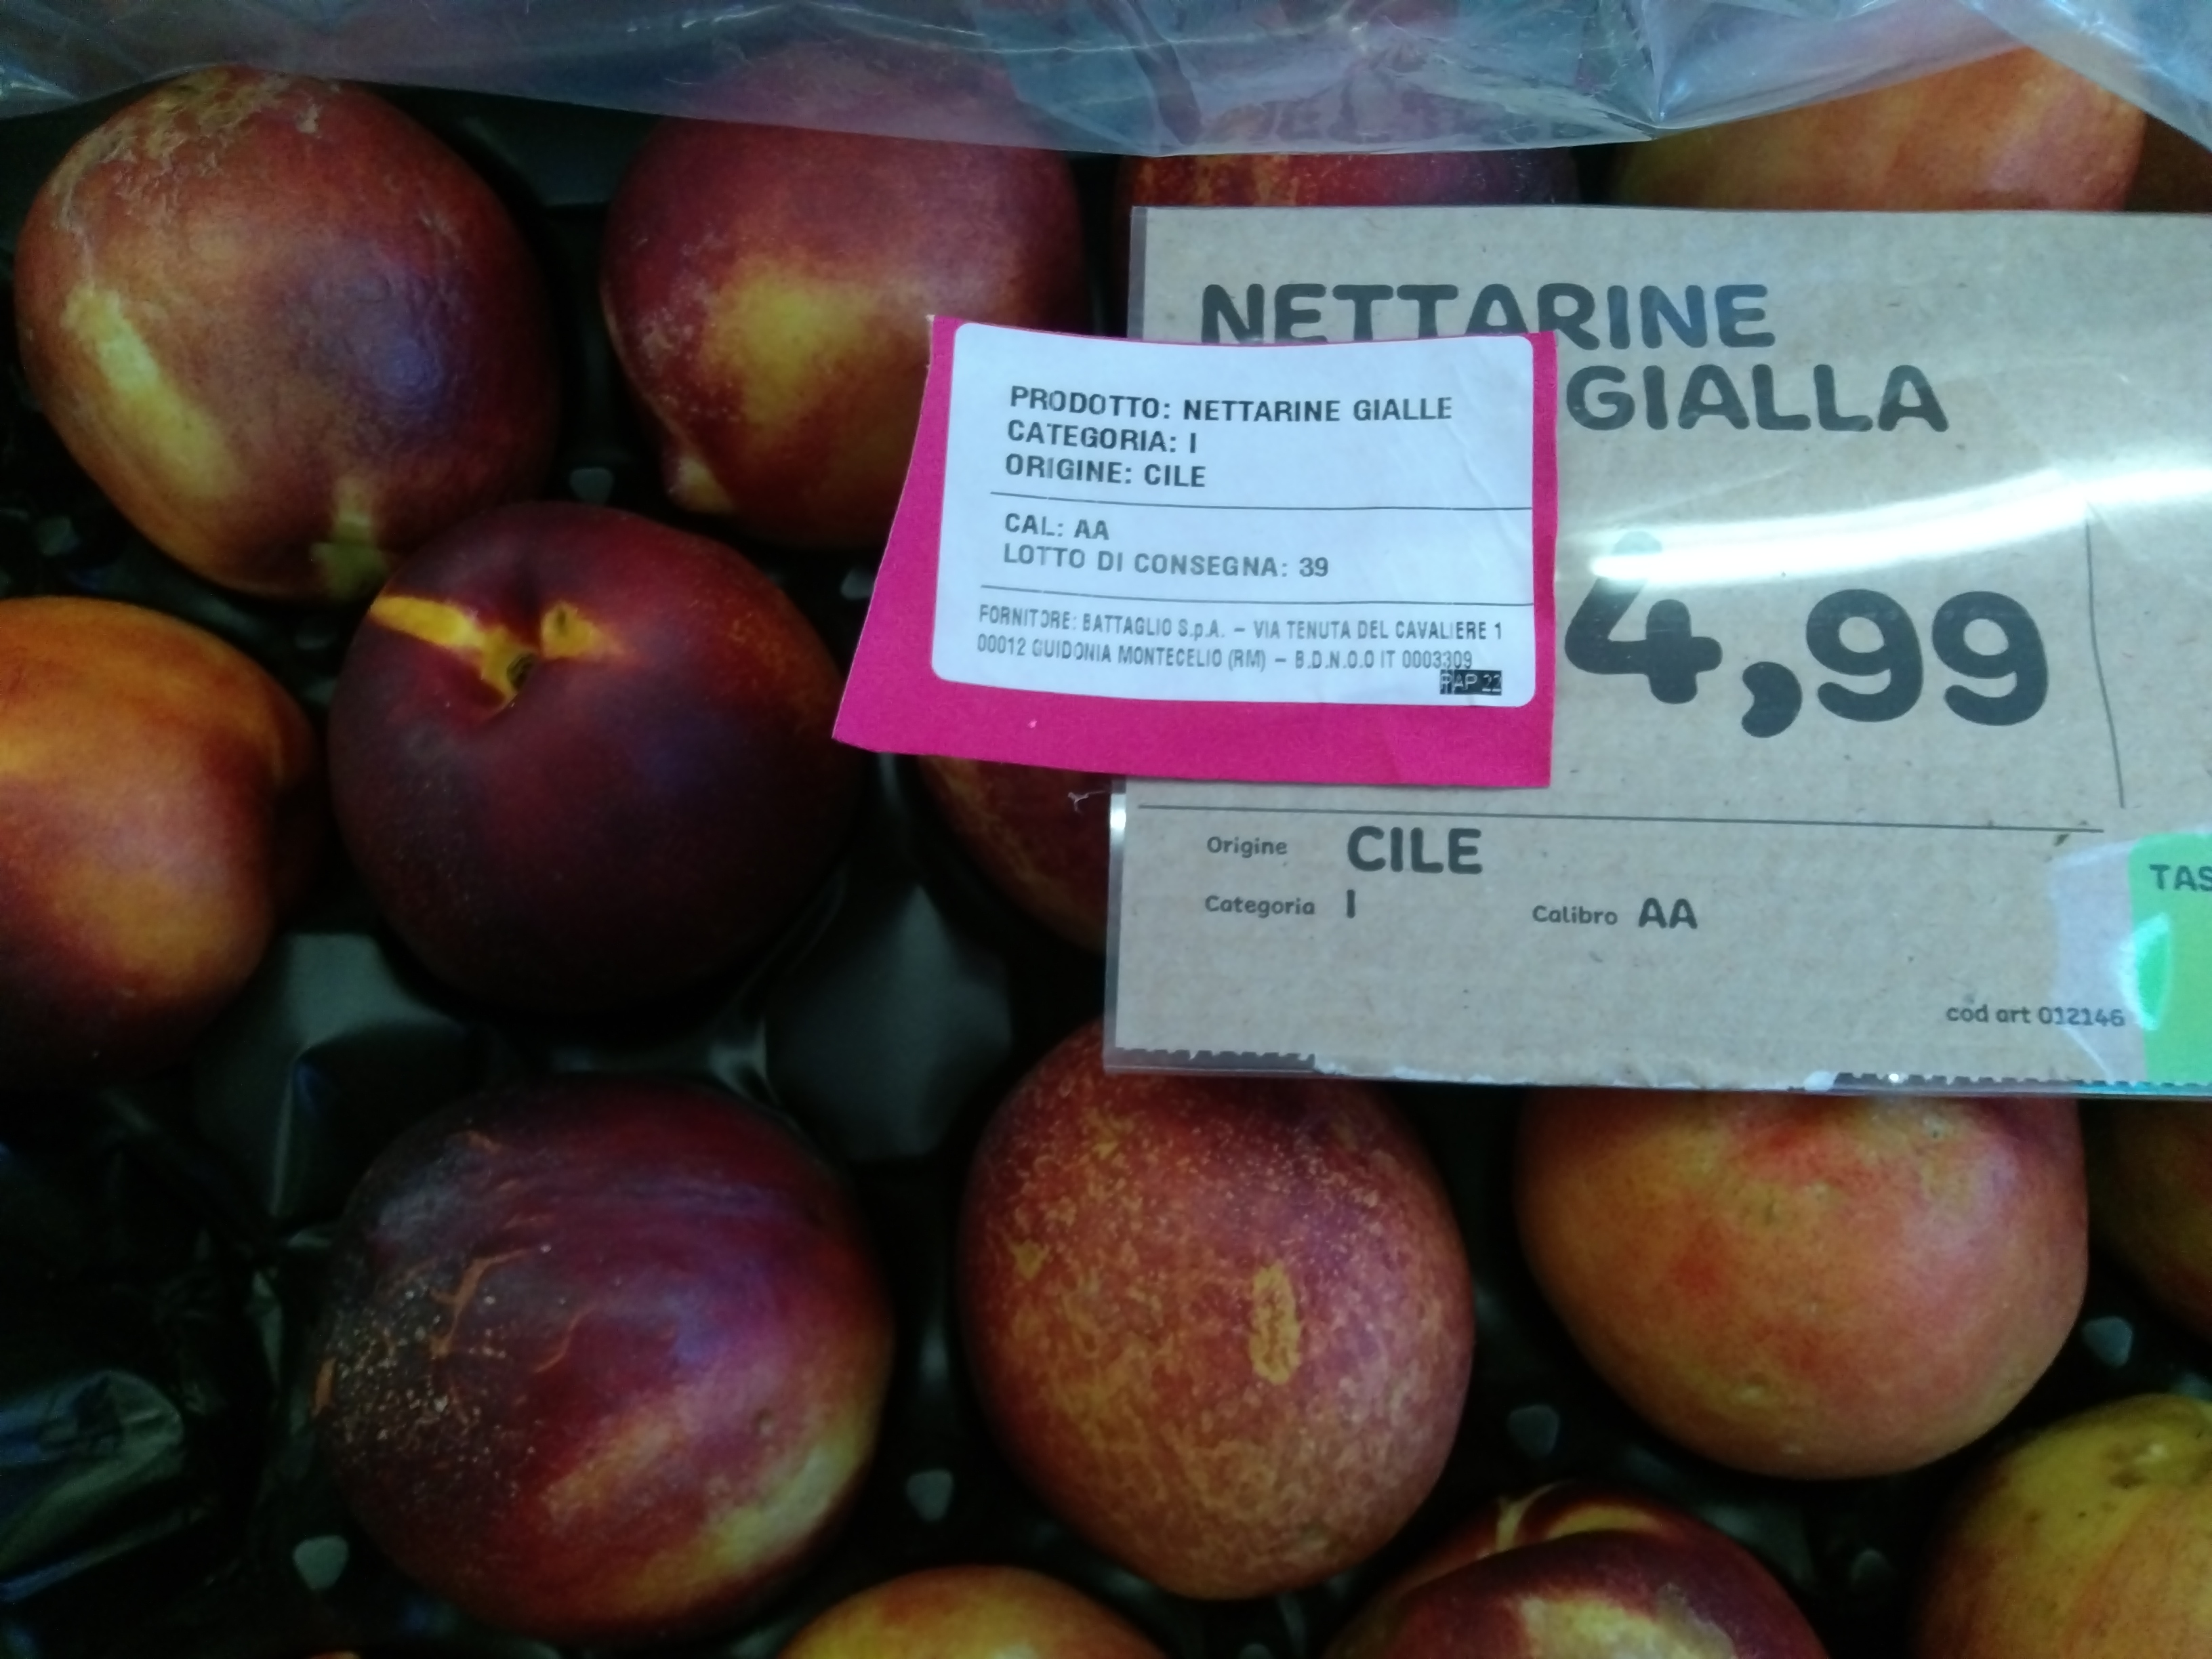 NETTARINE
GIALLA
4,99
Origine CILE
Categoria I Calibro AA
cod art 012146
TAS
PRODOTTO: NETTARINE GIALLE
CATEGORIA: I
ORIGINE: CILE
CAL: AA
LOTTO DI CONSEGNA: 39
FORNITORE: BATTAGLIO S.p.A. – VIA TENUTA DEL CAVALIERE 1
00012 GUIDONIA MONTECELIO (RM) – B.D.N.O.O IT 0003309
PAP 22